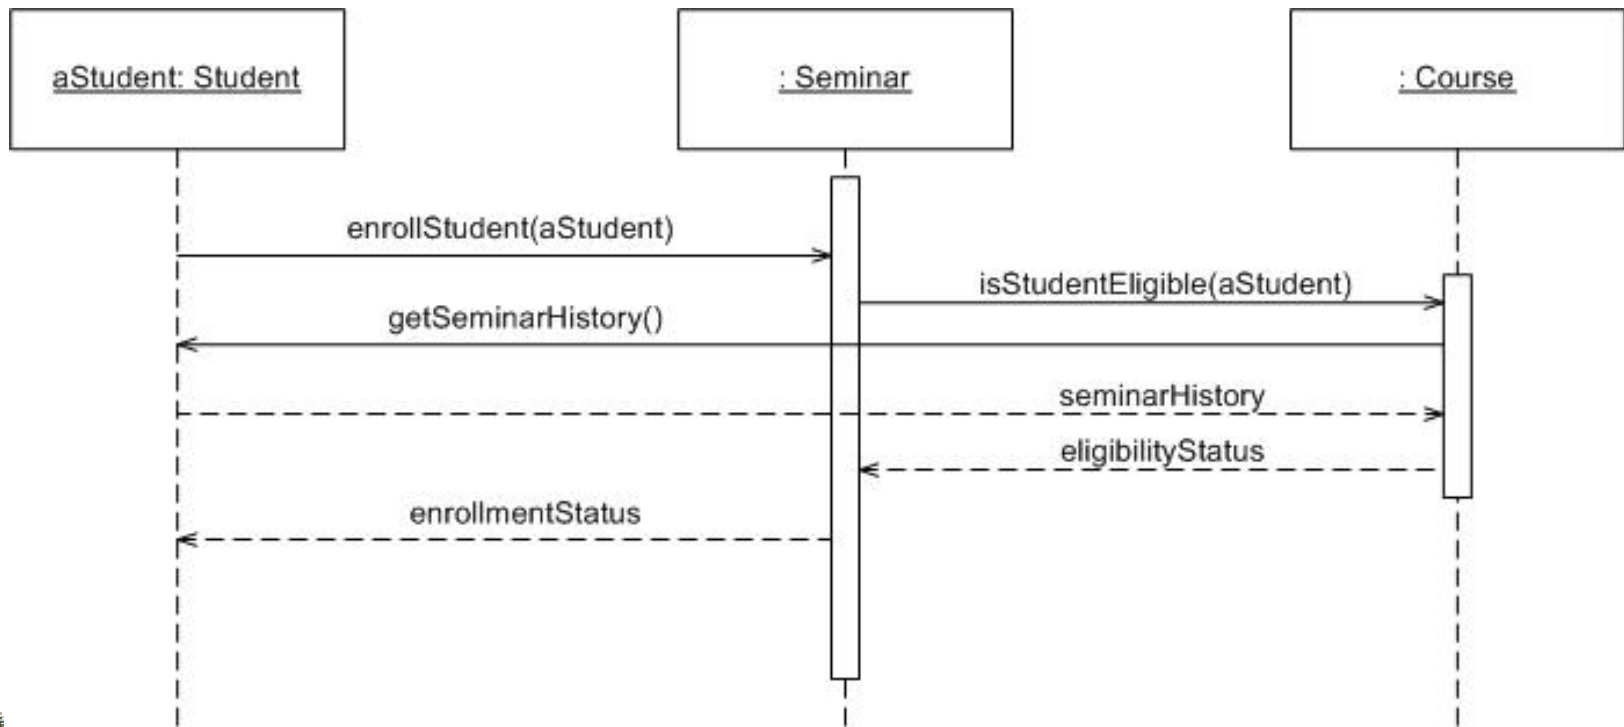 aStudent: Student
: Seminar
: Course
enrollStudent(aStudent)
isStudentEligible(aStudent)
getSeminarHistory()
seminarHistory
eligibilityStatus
enrollmentStatus